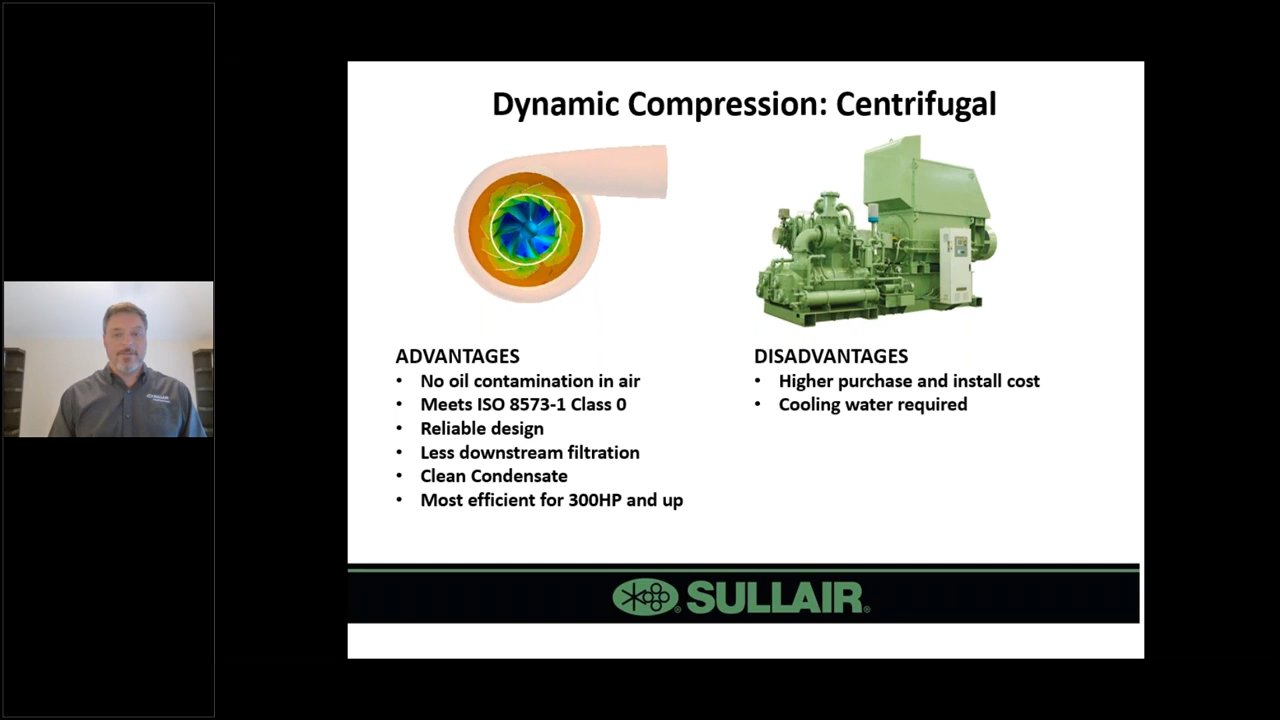 Dynamic Compression: Centrifugal
ADVANTAGES
• No oil contamination in air
• Meets ISO 8573-1 Class 0
• Reliable design
• Less downstream filtration
• Clean Condensate
• Most efficient for 300HP and up
DISADVANTAGES
• Higher purchase and install cost
• Cooling water required
SULLAIR®
SULLAIR